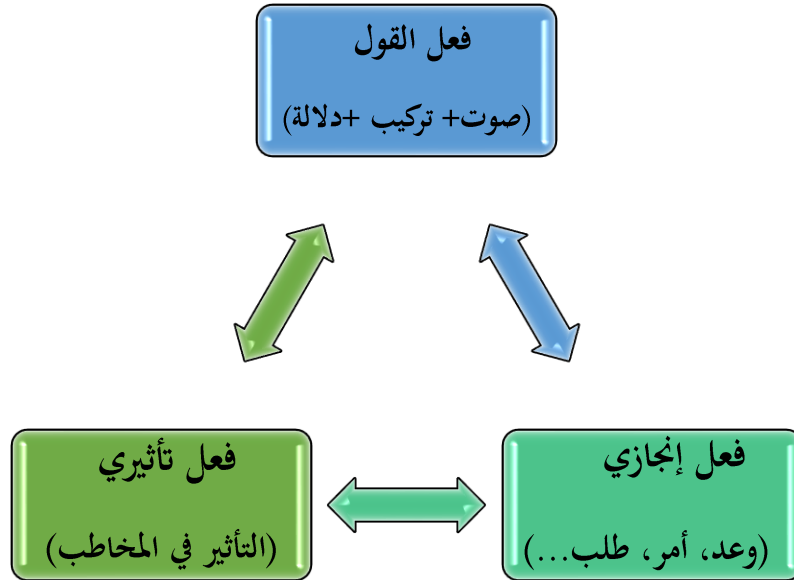 فعل القول
(صوت+ تركيب +دلالة)
فعل إنجازي
(وعد، أمر، طلب...)
فعل تأثيري
(التأثير في المخاطب)